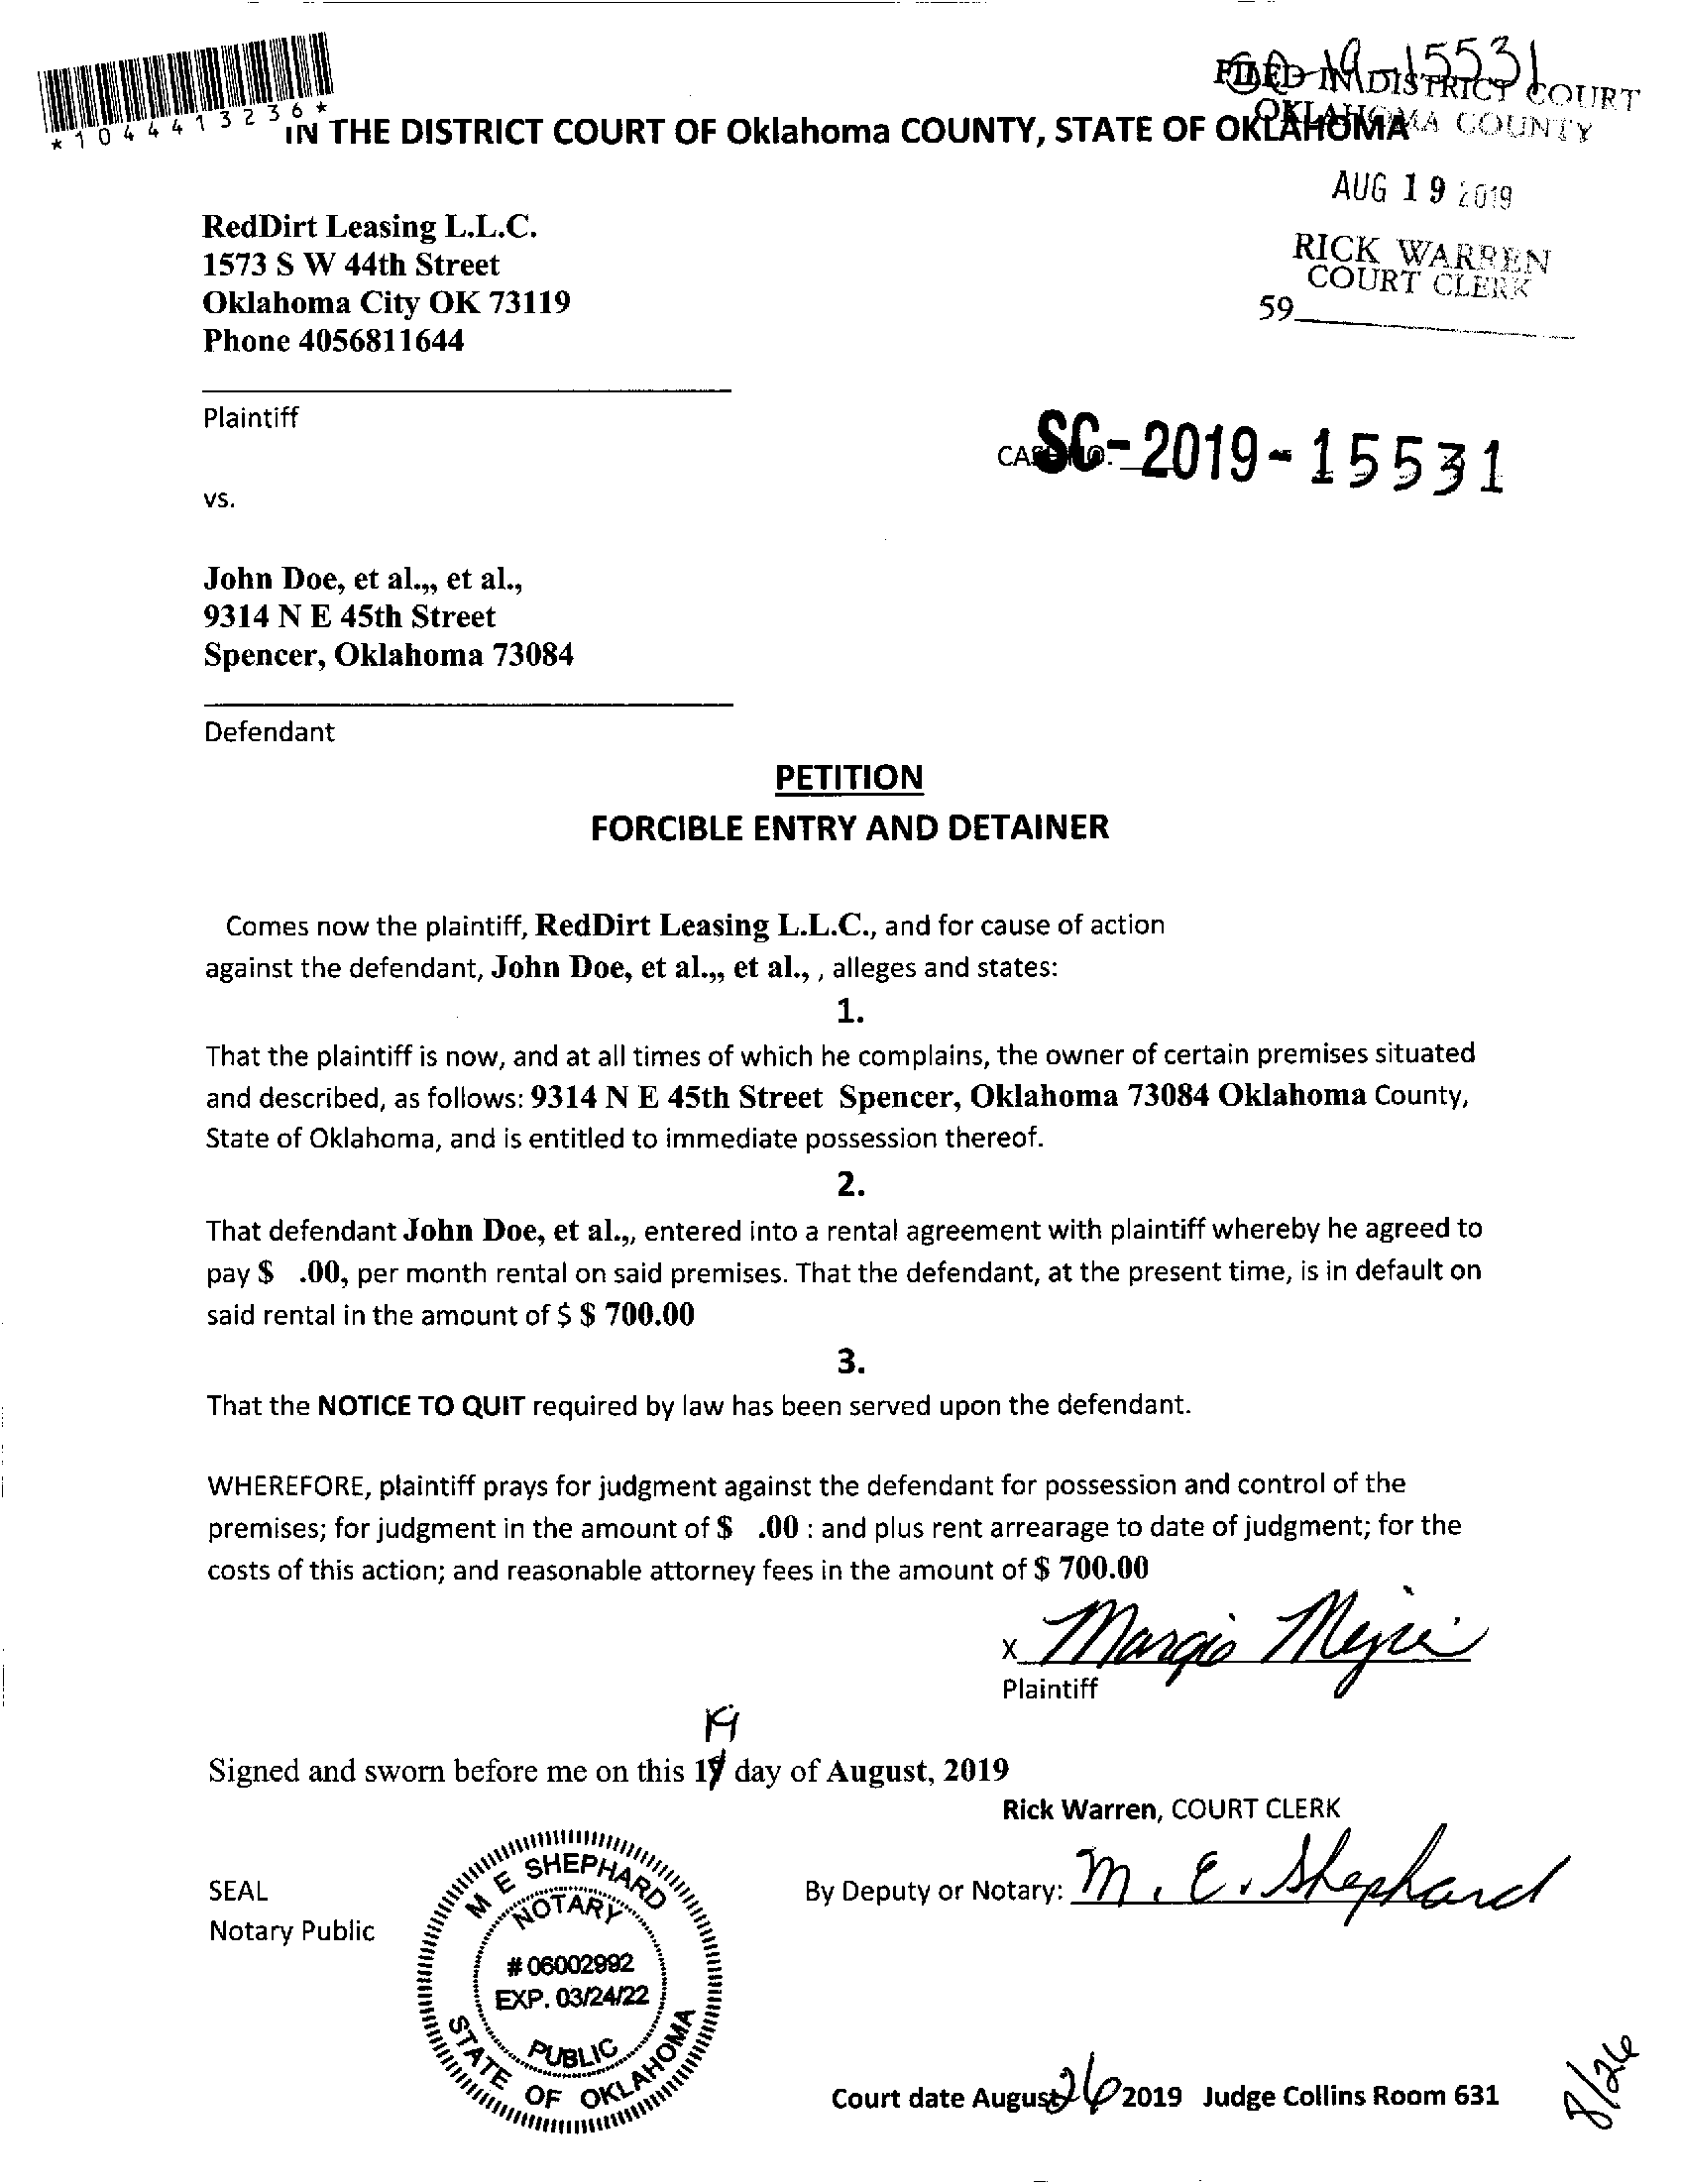 *1044413236*
SC-19-15531
FILED IN DISTRICT COURT
OKLAHOMA COUNTY
IN THE DISTRICT COURT OF Oklahoma COUNTY, STATE OF OKLAHOMA
AUG 19 2019
RICK WARREN
COURT CLERK
59
RedDirt Leasing L.L.C.
1573 S W 44th Street
Oklahoma City OK 73119
Phone 4056811644
Plaintiff
CASE NO.
SC-2019-15531
vs.
John Doe, et al.,,, et al.,
9314 N E 45th Street
Spencer, Oklahoma 73084
Defendant
PETITION
FORCIBLE ENTRY AND DETAINER
Comes now the plaintiff, RedDirt Leasing L.L.C., and for cause of action
against the defendant, John Doe, et al.,,, et al., , alleges and states:
1.
That the plaintiff is now, and at all times of which he complains, the owner of certain premises situated
and described, as follows: 9314 N E 45th Street Spencer, Oklahoma 73084 Oklahoma County,
State of Oklahoma, and is entitled to immediate possession thereof.
2.
That defendant John Doe, et al.,,, entered into a rental agreement with plaintiff whereby he agreed to
pay $ .00, per month rental on said premises. That the defendant, at the present time, is in default on
said rental in the amount of $ $ 700.00
3.
That the NOTICE TO QUIT required by law has been served upon the defendant.
WHEREFORE, plaintiff prays for judgment against the defendant for possession and control of the
premises; for judgment in the amount of $ .00 : and plus rent arrearage to date of judgment; for the
costs of this action; and reasonable attorney fees in the amount of $ 700.00
X Margie
Plaintiff
19
Signed and sworn before me on this day of August, 2019
Rick Warren, COURT CLERK
SEAL
Notary Public
By Deputy or Notary: M. E. Shephard
M E SHEPHARD
NOTARY
# 06002992
EXP. 03/24/22
PUBLIC
STATE OF OKLAHOMA
Court date August 26 2019 Judge Collins Room 631
8/26